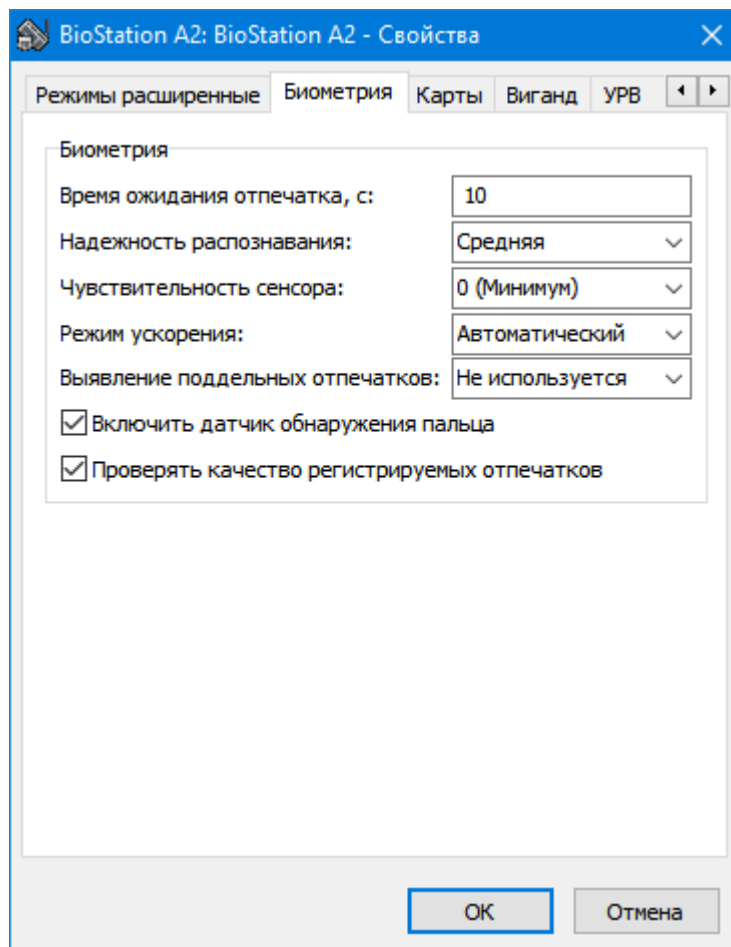 BioStation A2: BioStation A2 - Свойства
Режимы расширенные Биометрия Карты Виганд УРВ
Биометрия
Время ожидания отпечатка, с: 10
Надежность распознавания: Средняя
Чувствительность сенсора: 0 (Минимум)
Режим ускорения: Автоматический
Выявление поддельных отпечатков: Не используется
Включить датчик обнаружения пальца
Проверять качество регистрируемых отпечатков
ОК Отмена